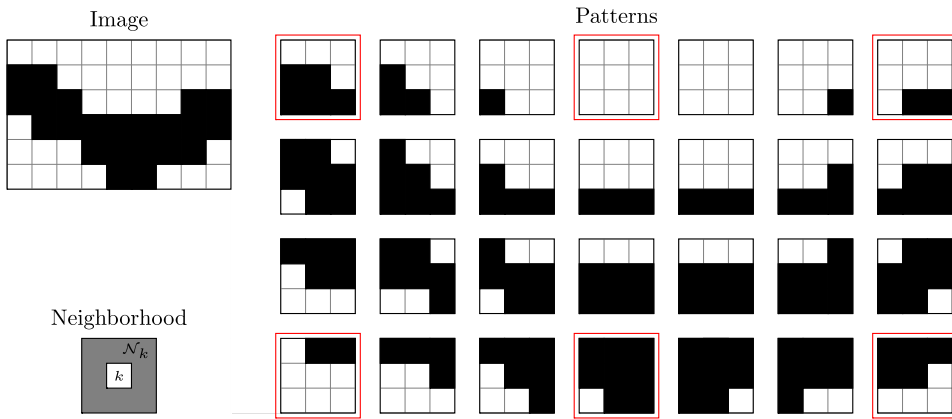 Image
Patterns
Neighborhood
𝒩k
k